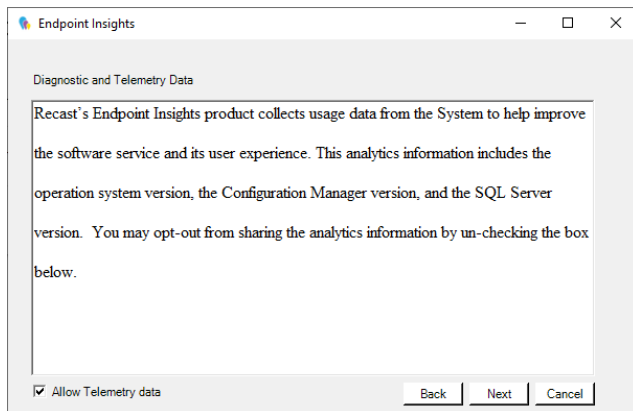 Endpoint Insights
Diagnostic and Telemetry Data
Recast's Endpoint Insights product collects usage data from the System to help improve
the software service and its user experience. This analytics information includes the
operation system version, the Configuration Manager version, and the SQL Server
version.  You may opt-out from sharing the analytics information by un-checking the box
below.
Allow Telemetry data
Back Next Cancel